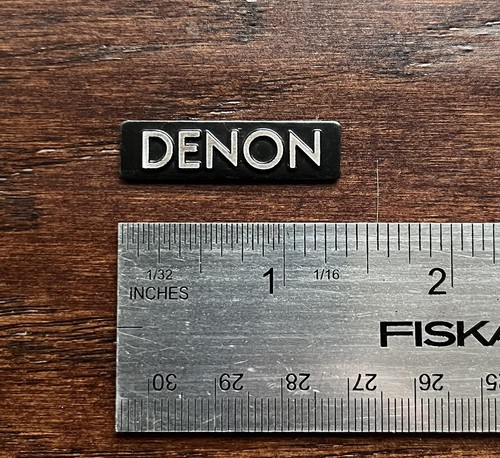 DENON
1/32 1 1/16 2
INCHES
FISKA
30 29 28 27 26 25